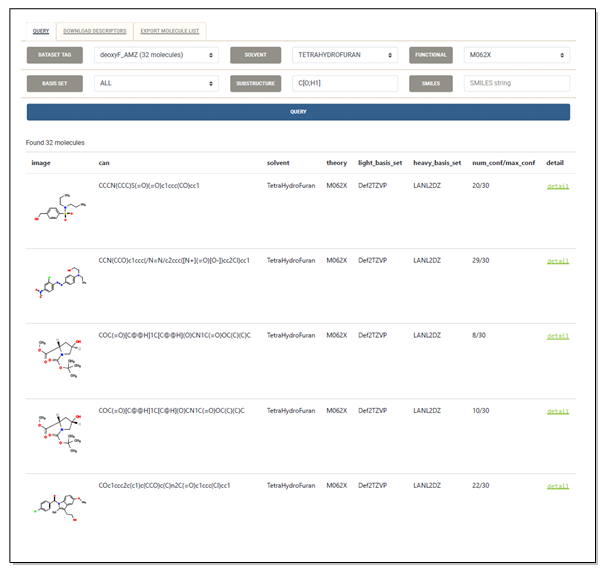 QUERY DOWNLOAD DESCRIPTORS EXPORT MOLECULE LIST
DATASET TAG deoxyF_AMZ (32 molecules) SOLVENT TETRAHYDROFURAN FUNCTIONAL M062X
BASIS SET ALL SUBSTRUCTURE C[O;H1] SMILES SMILES string
QUERY
Found 32 molecules
image can solvent theory light_basis_set heavy_basis_set num_conf/max_conf detail
CCCN(CCC)S(=O)(=O)c1ccc(CO)cc1 TetraHydroFuran M062X Def2TZVP LANL2DZ 20/30 detail
CCN(CCO)c1ccc(/N=N/c2ccc([N+](=O)[O-])cc2Cl)cc1 TetraHydroFuran M062X Def2TZVP LANL2DZ 29/30 detail
COC(=O)[C@@H]1C[C@@H](O)CN1C(=O)OC(C)(C)C TetraHydroFuran M062X Def2TZVP LANL2DZ 8/30 detail
COC(=O)[C@@H]1C[C@@H](O)CN1C(=O)OC(C)(C)C TetraHydroFuran M062X Def2TZVP LANL2DZ 10/30 detail
COc1ccc2c(c1)c(CCO)c(C)n2C(=O)c1ccc(Cl)cc1 TetraHydroFuran M062X Def2TZVP LANL2DZ 22/30 detail